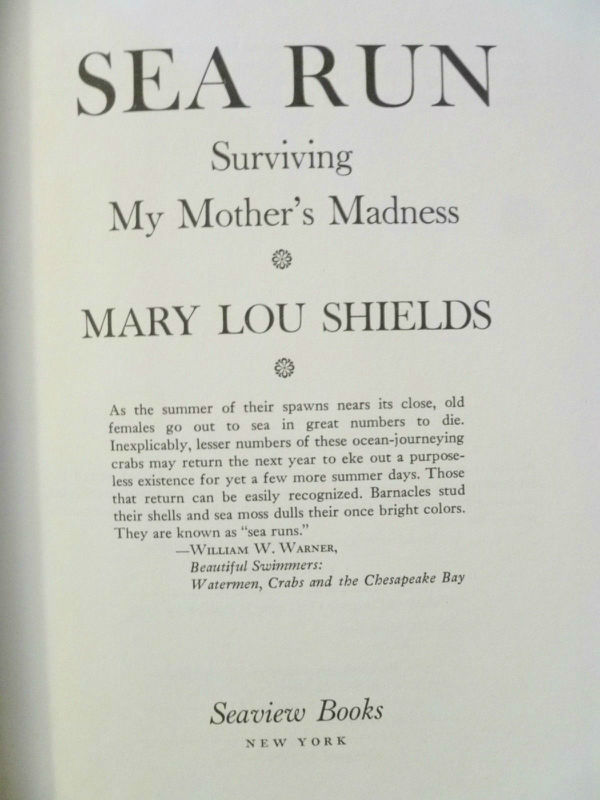 SEA RUN
Surviving
My Mother's Madness
MARY LOU SHIELDS
As the summer of their spawns nears its close, old
females go out to sea in great numbers to die.
Inexplicably, lesser numbers of these ocean-journeying
crabs may return the next year to eke out a purpose-
less existence for yet a few more summer days. Those
that return can be easily recognized. Barnacles stud
their shells and sea moss dulls their once bright colors.
They are known as "sea runs."
—WILLIAM W. WARNER,
Beautiful Swimmers:
Watermen, Crabs and the Chesapeake Bay
Seaview Books
NEW YORK